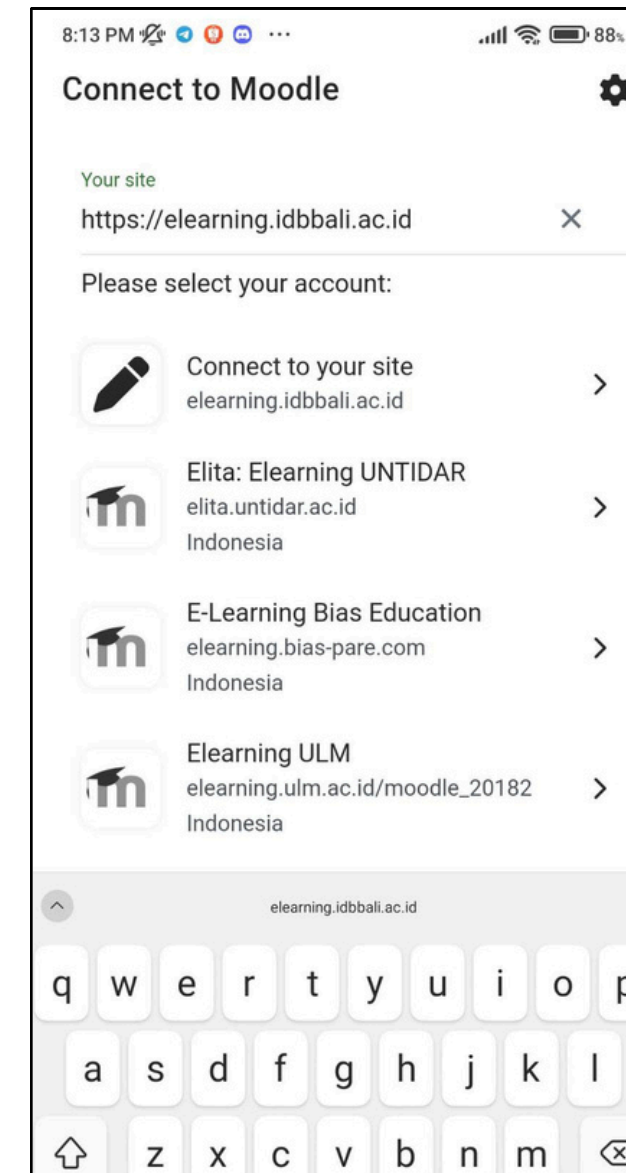 8:13 PM ... 88%
Connect to Moodle
Your site
https://elearning.idbbali.ac.id
Please select your account:
Connect to your site
elearning.idbbali.ac.id
Elita: Elearning UNTIDAR
elita.untidar.ac.id
Indonesia
E-Learning Bias Education
elearning.bias-pare.com
Indonesia
Elearning ULM
elearning.ulm.ac.id/moodle_20182
Indonesia
elearning.idbbali.ac.id
q w e r t y u i o p
a s d f g h j k l
z x c v b n m